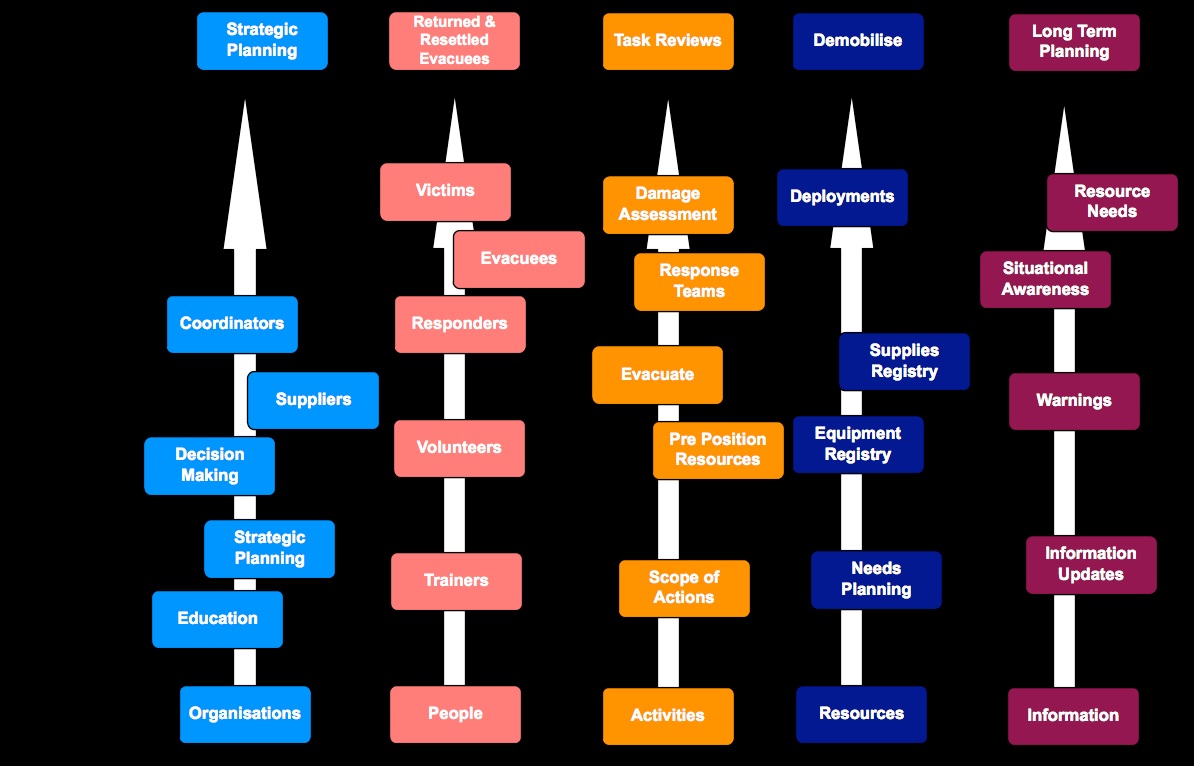 Strategic
Planning
Returned &
Resettled
Evacuees
Task Reviews
Demobilise
Long Term
Planning
Victims
Evacuees
Damage
Assessment
Deployments
Resource
Needs
Response
Teams
Situational
Awareness
Coordinators
Responders
Evacuate
Supplies
Registry
Warnings
Suppliers
Decision
Making
Volunteers
Pre Position
Resources
Equipment
Registry
Strategic
Planning
Trainers
Scope of
Actions
Needs
Planning
Information
Updates
Education
Organisations
People
Activities
Resources
Information